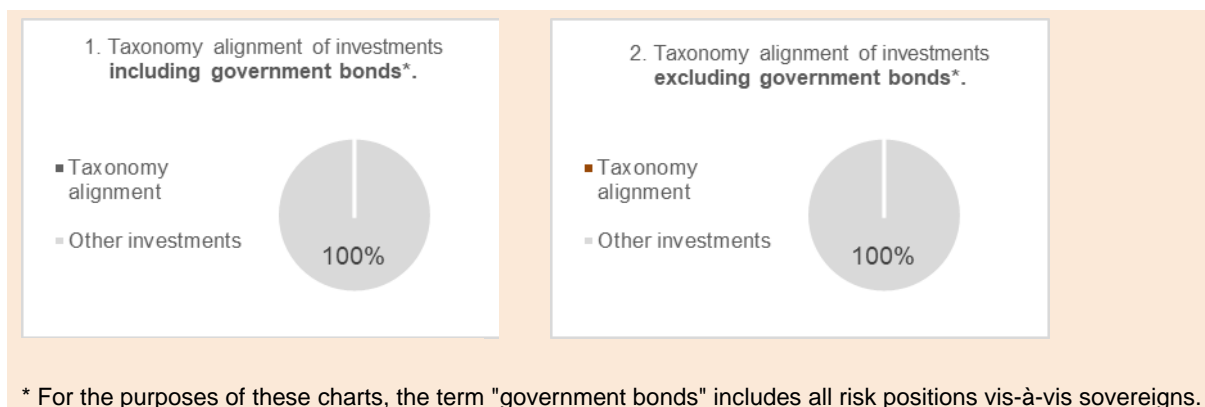 1. Taxonomy alignment of investments
including government bonds*.
Taxonomy
alignment
Other investments
100%
2. Taxonomy alignment of investments
excluding government bonds*.
Taxonomy
alignment
Other investments
100%
* For the purposes of these charts, the term "government bonds" includes all risk positions vis-à-vis sovereigns.